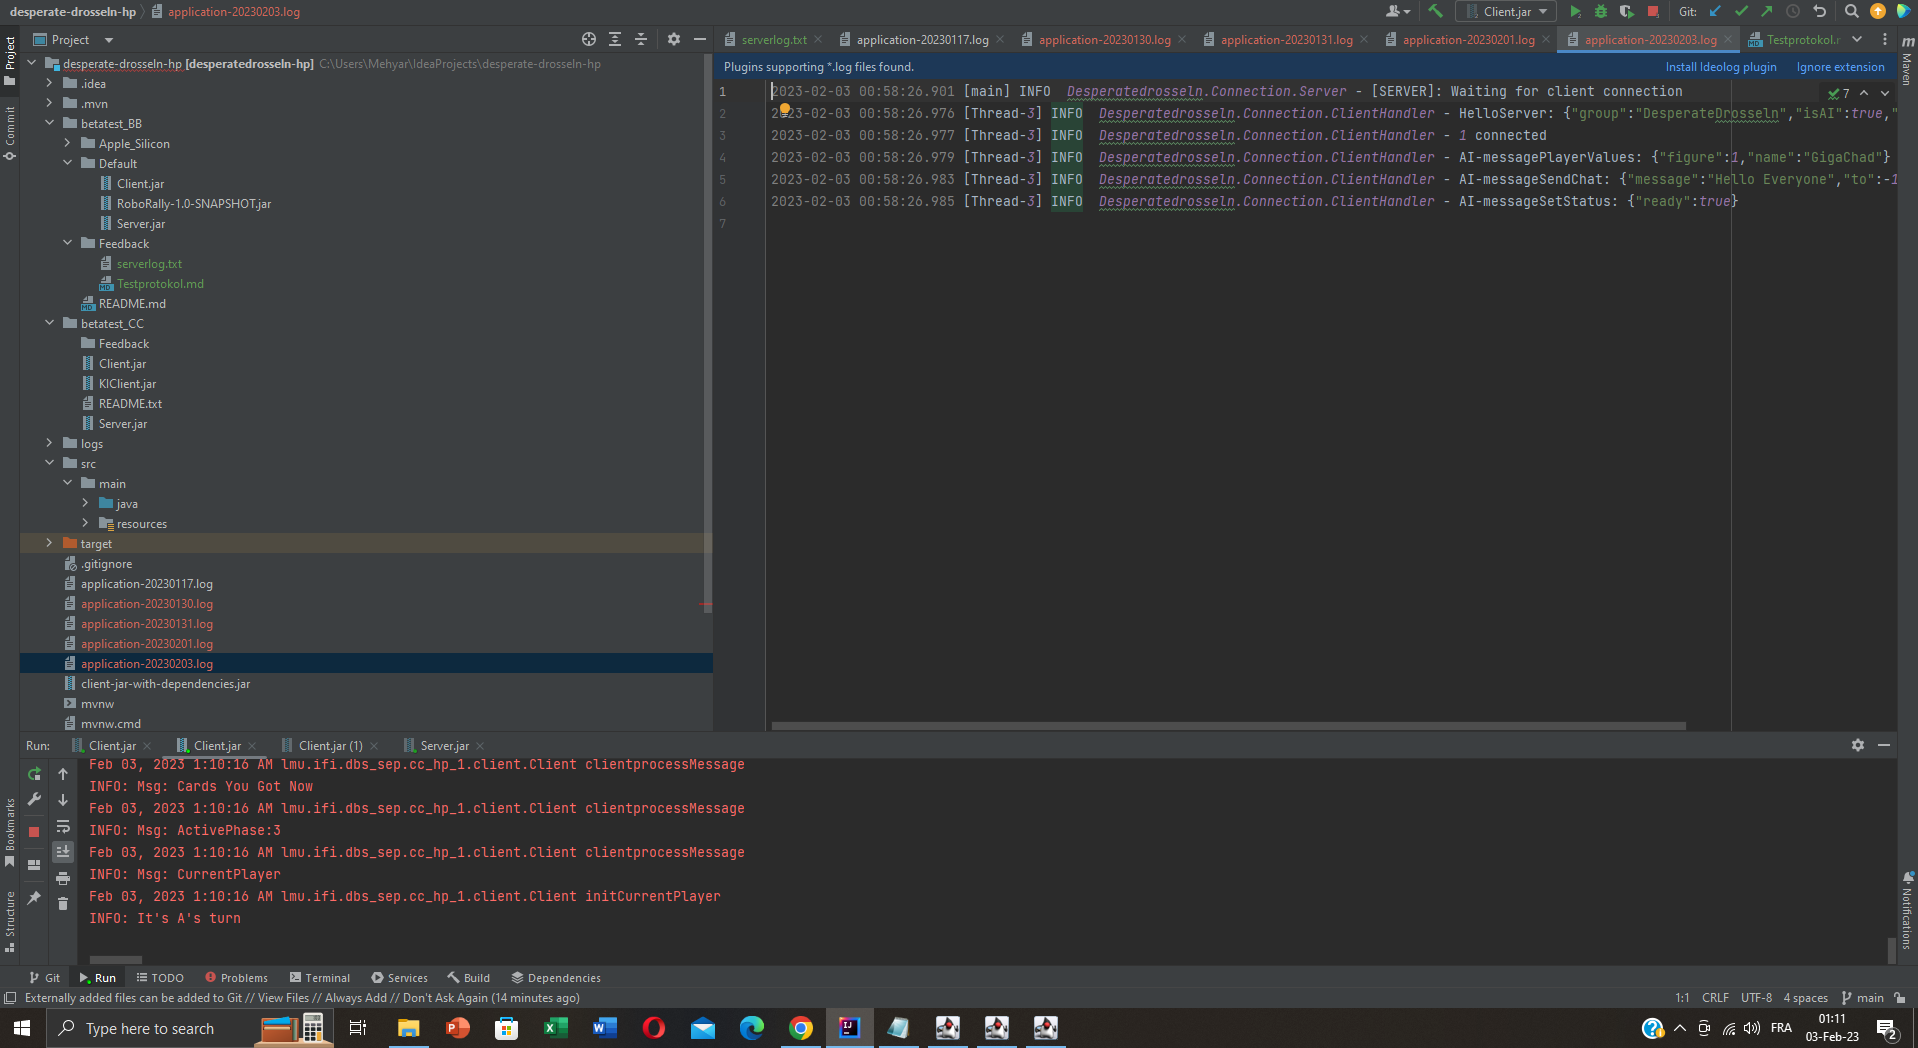 desperate-drosseln-hp
application-20230203.log
Client.jar
Git:
Project
desperate-drosseln-hp [desperatedrosseln-hp] C:\Users\Mehyar\IdeaProjects\desperate-drosseln-hp
.idea
.mvn
betatest_BB
Apple_Silicon
Default
Client.jar
RoboRally-1.0-SNAPSHOT.jar
Server.jar
Feedback
serverlog.txt
Testprotokol.md
README.md
betatest_CC
Feedback
Client.jar
KIClient.jar
README.txt
Server.jar
logs
src
main
java
resources
target
.gitignore
application-20230117.log
application-20230130.log
application-20230131.log
application-20230201.log
application-20230203.log
client-jar-with-dependencies.jar
mvnw
mvnw.cmd
Project
Commit
Bookmarks
Structure
serverlog.txt
application-20230117.log
application-20230130.log
application-20230131.log
application-20230201.log
application-20230203.log
Testprotokol.r
Plugins supporting *.log files found.
Install Ideolog plugin
Ignore extension
7
1 2023-02-03 00:58:26.901 [main] INFO  Desperatedrosseln.Connection.Server - [SERVER]: Waiting for client connection
2 2023-02-03 00:58:26.976 [Thread-3] INFO  Desperatedrosseln.Connection.ClientHandler - HelloServer: {"group":"DesperateDrosseln","isAI":true,"
3 2023-02-03 00:58:26.977 [Thread-3] INFO  Desperatedrosseln.Connection.ClientHandler - 1 connected
4 2023-02-03 00:58:26.979 [Thread-3] INFO  Desperatedrosseln.Connection.ClientHandler - AI-messagePlayerValues: {"figure":1,"name":"GigaChad"}
5 2023-02-03 00:58:26.983 [Thread-3] INFO  Desperatedrosseln.Connection.ClientHandler - AI-messageSendChat: {"message":"Hello Everyone","to":-1
6 2023-02-03 00:58:26.985 [Thread-3] INFO  Desperatedrosseln.Connection.ClientHandler - AI-messageSetStatus: {"ready":true}
7
m
Maven
Notifications
Run:
Client.jar
Client.jar
Client.jar (1)
Server.jar
Feb 03, 2023 1:10:16 AM lmu.ifi.dbs_sep.cc_hp_1.client.Client clientprocessMessage
INFO: Msg: Cards You Got Now
Feb 03, 2023 1:10:16 AM lmu.ifi.dbs_sep.cc_hp_1.client.Client clientprocessMessage
INFO: Msg: ActivePhase:3
Feb 03, 2023 1:10:16 AM lmu.ifi.dbs_sep.cc_hp_1.client.Client clientprocessMessage
INFO: Msg: CurrentPlayer
Feb 03, 2023 1:10:16 AM lmu.ifi.dbs_sep.cc_hp_1.client.Client initCurrentPlayer
INFO: It's A's turn
Git
Run
TODO
Problems
Terminal
Services
Build
Dependencies
Externally added files can be added to Git // View Files // Always Add // Don't Ask Again (14 minutes ago)
1:1
CRLF
UTF-8
4 spaces
main
Type here to search
FRA
01:11
03-Feb-23
2